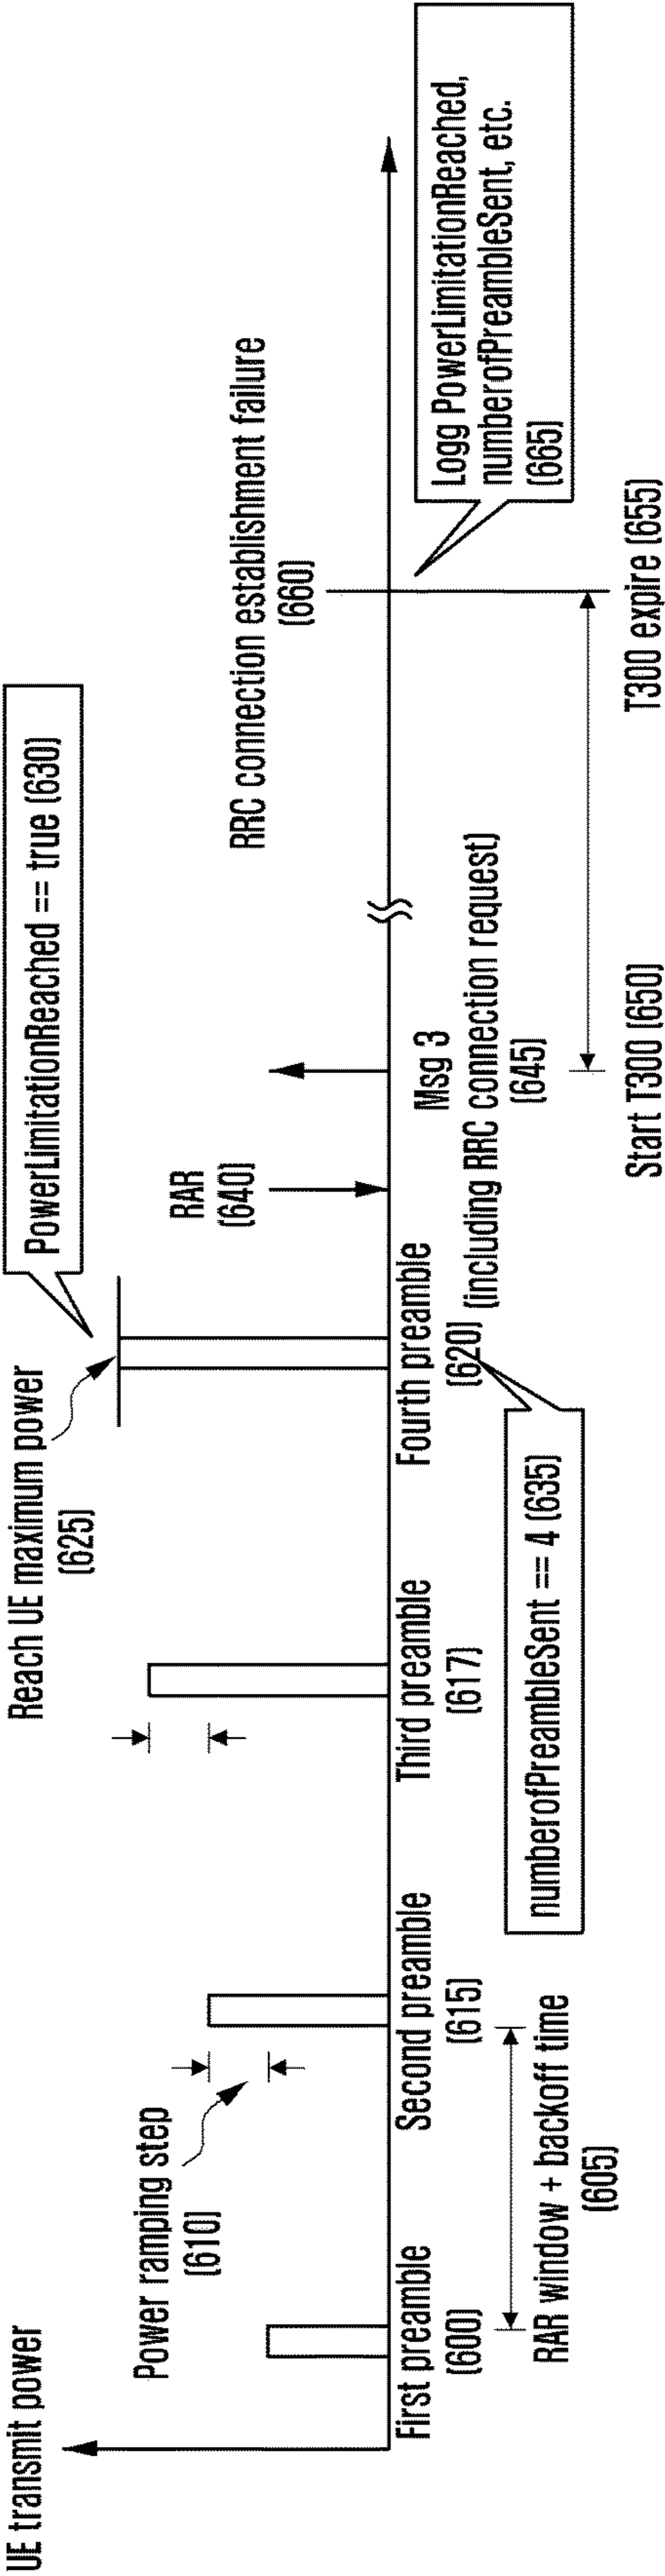 UE transmit power
First preamble
(600)
RAR window + backoff time
(605)
Power ramping step
(610)
Second preamble
(615)
Third preamble
(617)
Reach UE maximum power
(625)
Fourth preamble
(620)
numberofPreambleSent == 4 (635)
PowerLimitationReached == true (630)
RAR
(640)
Msg 3
(including RRC connection request)
(645)
Start T300 (650)
RRC connection establishment failure
(660)
T300 expire (655)
Logg PowerLimitationReached,
numberofPreambleSent, etc.
(665)